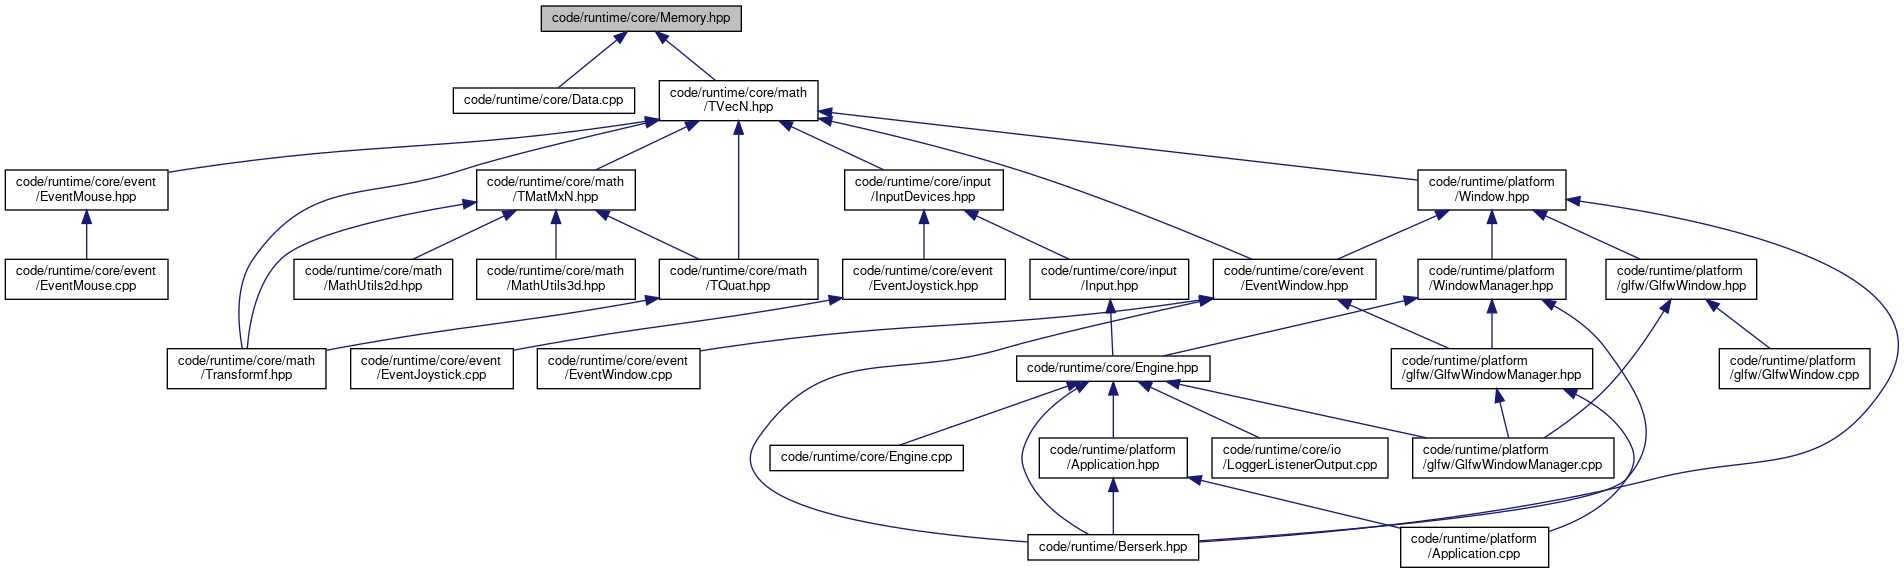 code/runtime/core/Memory.hpp
code/runtime/core/Data.cpp
code/runtime/core/math
/TVecN.hpp
code/runtime/core/event
/EventMouse.hpp
code/runtime/core/math
/TMatMxN.hpp
code/runtime/core/input
/InputDevices.hpp
code/runtime/platform
/Window.hpp
code/runtime/core/event
/EventMouse.cpp
code/runtime/core/math
/MathUtils2d.hpp
code/runtime/core/math
/MathUtils3d.hpp
code/runtime/core/math
/TQuat.hpp
code/runtime/core/event
/EventJoystick.hpp
code/runtime/core/input
/Input.hpp
code/runtime/core/event
/EventWindow.hpp
code/runtime/platform
/WindowManager.hpp
code/runtime/platform
/glfw/GlfwWindow.hpp
code/runtime/core/math
/Transformf.hpp
code/runtime/core/event
/EventJoystick.cpp
code/runtime/core/event
/EventWindow.cpp
code/runtime/core/Engine.hpp
code/runtime/platform
/glfw/GlfwWindowManager.hpp
code/runtime/platform
/glfw/GlfwWindow.cpp
code/runtime/core/Engine.cpp
code/runtime/platform
/Application.hpp
code/runtime/core/io
/LoggerListenerOutput.cpp
code/runtime/platform
/glfw/GlfwWindowManager.cpp
code/runtime/Berserk.hpp
code/runtime/platform
/Application.cpp